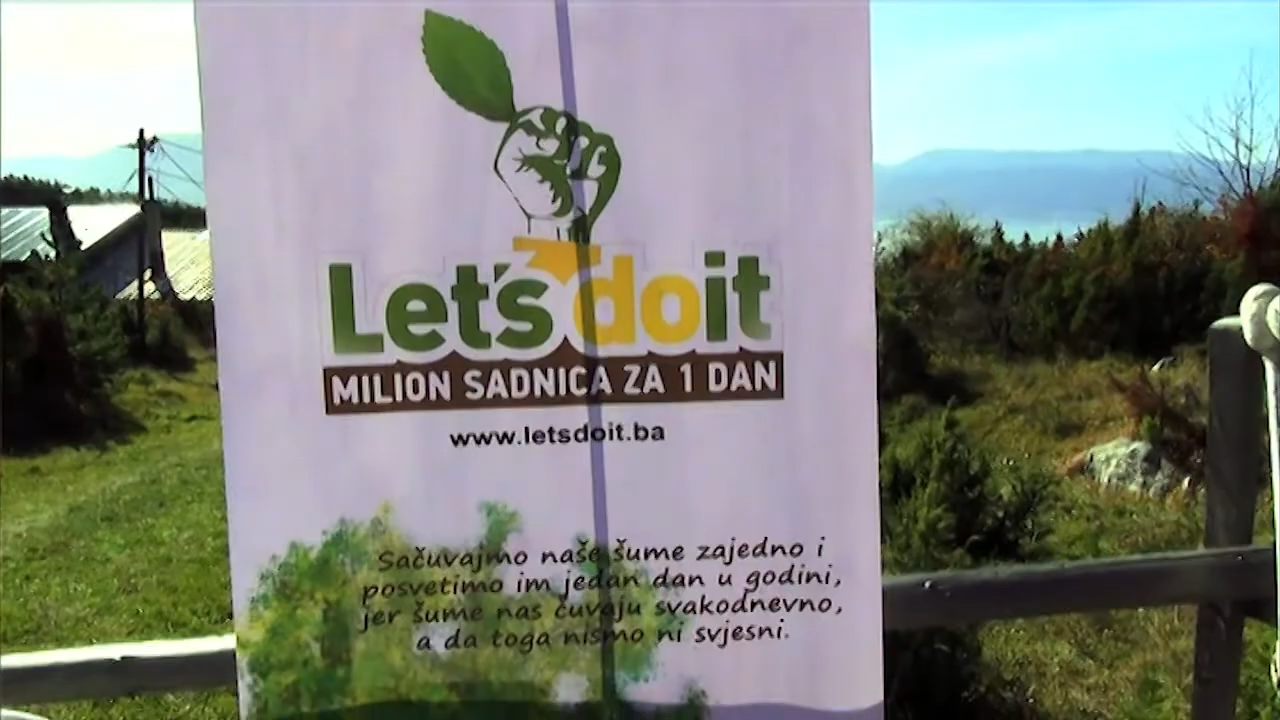 Let's doit
MILION SADNICA ZA 1 DAN
www.letsdoit.ba
Sačuvajmo naše šume zajedno i
posvetimo im jedan dan u godini,
jer šume nas čuvaju svakodnevno,
a da toga nismo ni svjesni.